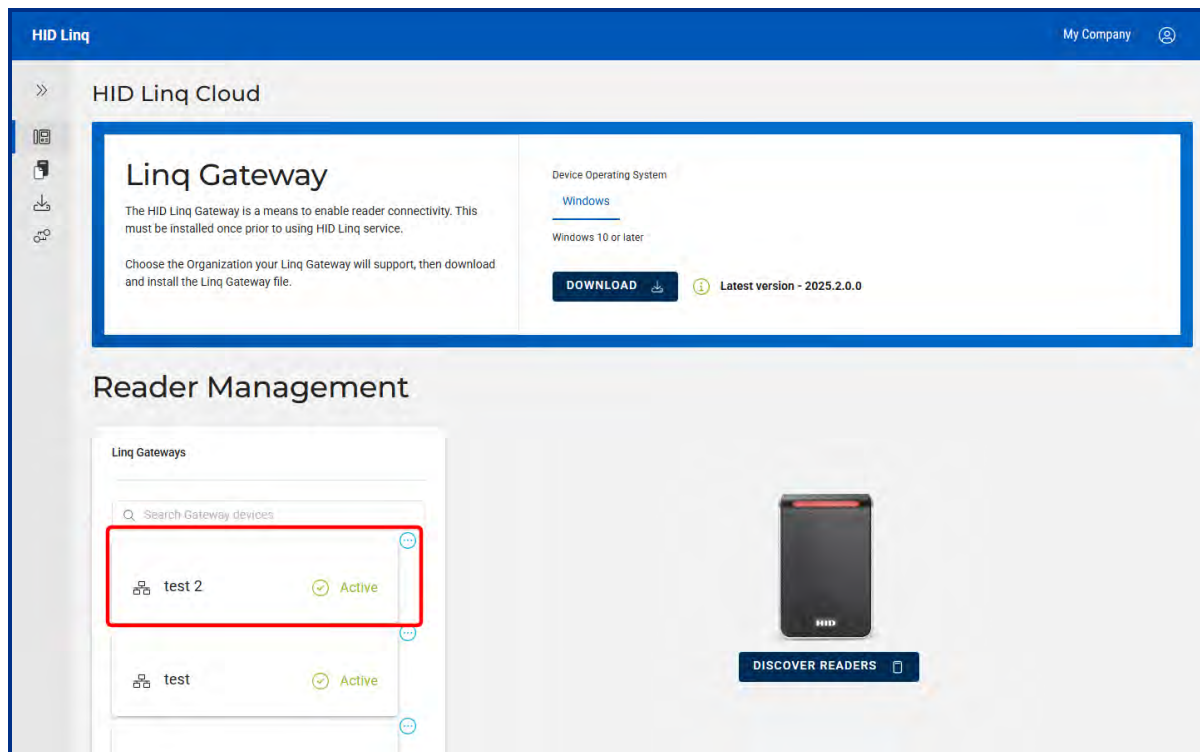 HID Linq
My Company
HID Linq Cloud
Linq Gateway
The HID Linq Gateway is a means to enable reader connectivity. This
must be installed once prior to using HID Linq service.
Choose the Organization your Linq Gateway will support, then download
and install the Linq Gateway file.
Device Operating System
Windows
Windows 10 or later
DOWNLOAD
Latest version - 2025.2.0.0
Reader Management
Linq Gateways
Search Gateway devices
test 2
Active
test
Active
HID
DISCOVER READERS